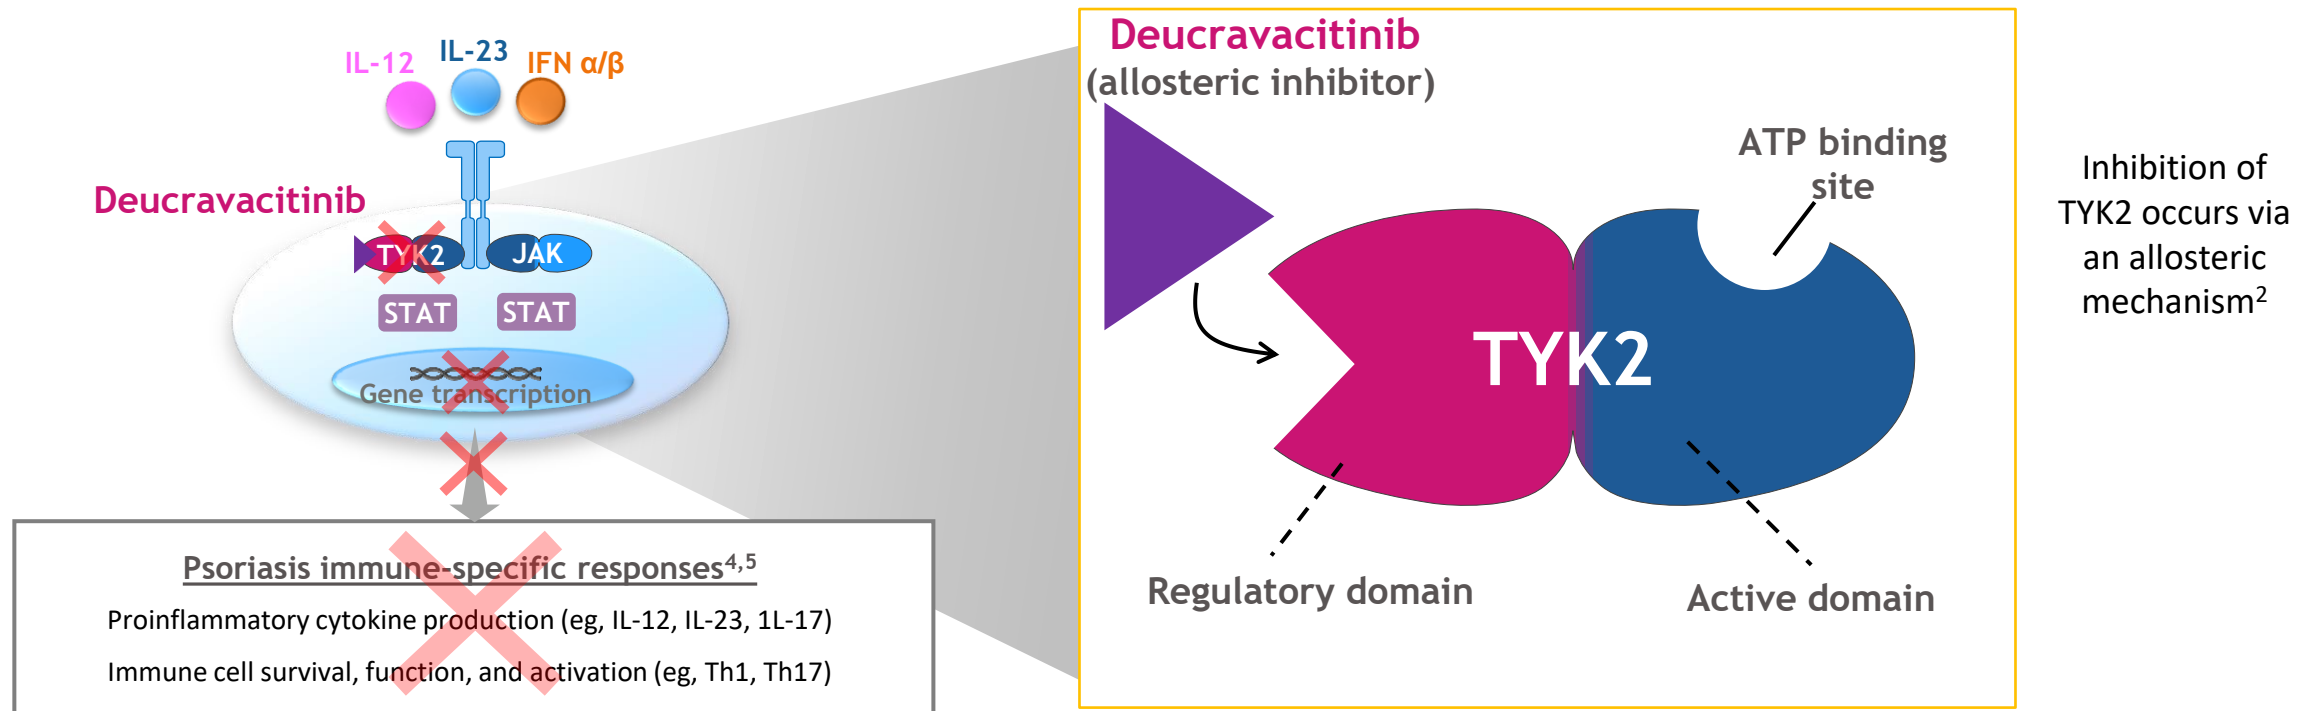 IL-12
IL-23
IFN α/β
Deucravacitinib
TYK2
JAK
STAT
STAT
Gene transcription
Psoriasis immune-specific responses4,5
Proinflammatory cytokine production (eg, IL-12, IL-23, 1L-17)
Immune cell survival, function, and activation (eg, Th1, Th17)
Deucravacitinib
(allosteric inhibitor)
ATP binding
site
TYK2
Regulatory domain
Active domain
Inhibition of
TYK2 occurs via
an allosteric
mechanism2